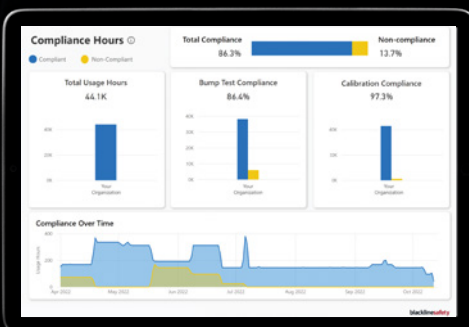 Compliance Hours
Compliant Non-Compliant
Total Compliance
86.3%
Non-compliance
13.7%
Total Usage Hours
44.1K
40K
20K
0K
Your
Organization
Bump Test Compliance
86.4%
40K
20K
0K
Your
Organization
Calibration Compliance
97.3%
0K
Your
Organization
Compliance Over Time
Usage Hours
400
200
0
Apr 2022 May 2022 Jun 2022 Jul 2022 Aug 2022 Sep 2022 Oct 2022
blacklinesafety